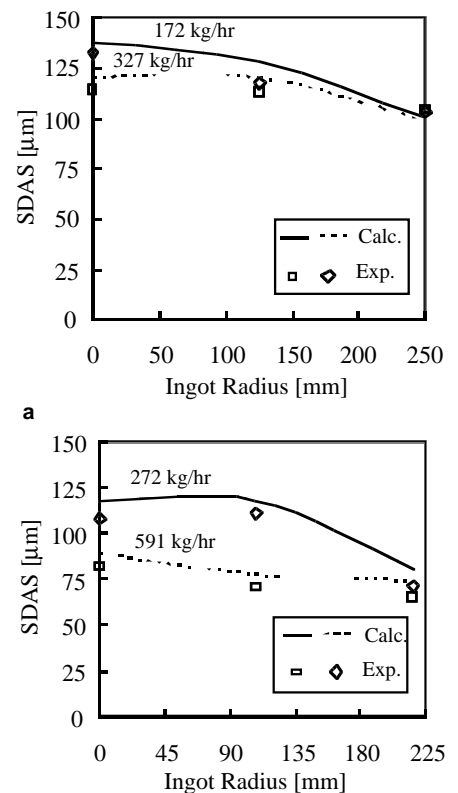 150
172 kg/hr
125
327 kg/hr
100
SDAS [µm]
75
50
Calc.
25
Exp.
0
0 50 100 150 200 250
Ingot Radius [mm]
a
150
272 kg/hr
125
100
591 kg/hr
SDAS [µm]
75
50
Calc.
25
Exp.
0
0 45 90 135 180 225
Ingot Radius [mm]